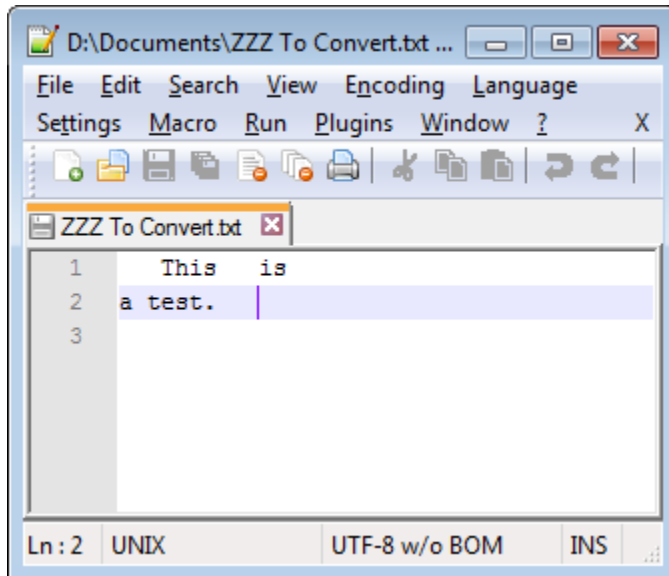 D:\Documents\ZZZ To Convert.txt ...
File Edit Search View Encoding Language
Settings Macro Run Plugins Window ? X
ZZZ To Convert.txt
1    This   is
2 a test.
3
Ln : 2 UNIX UTF-8 w/o BOM INS